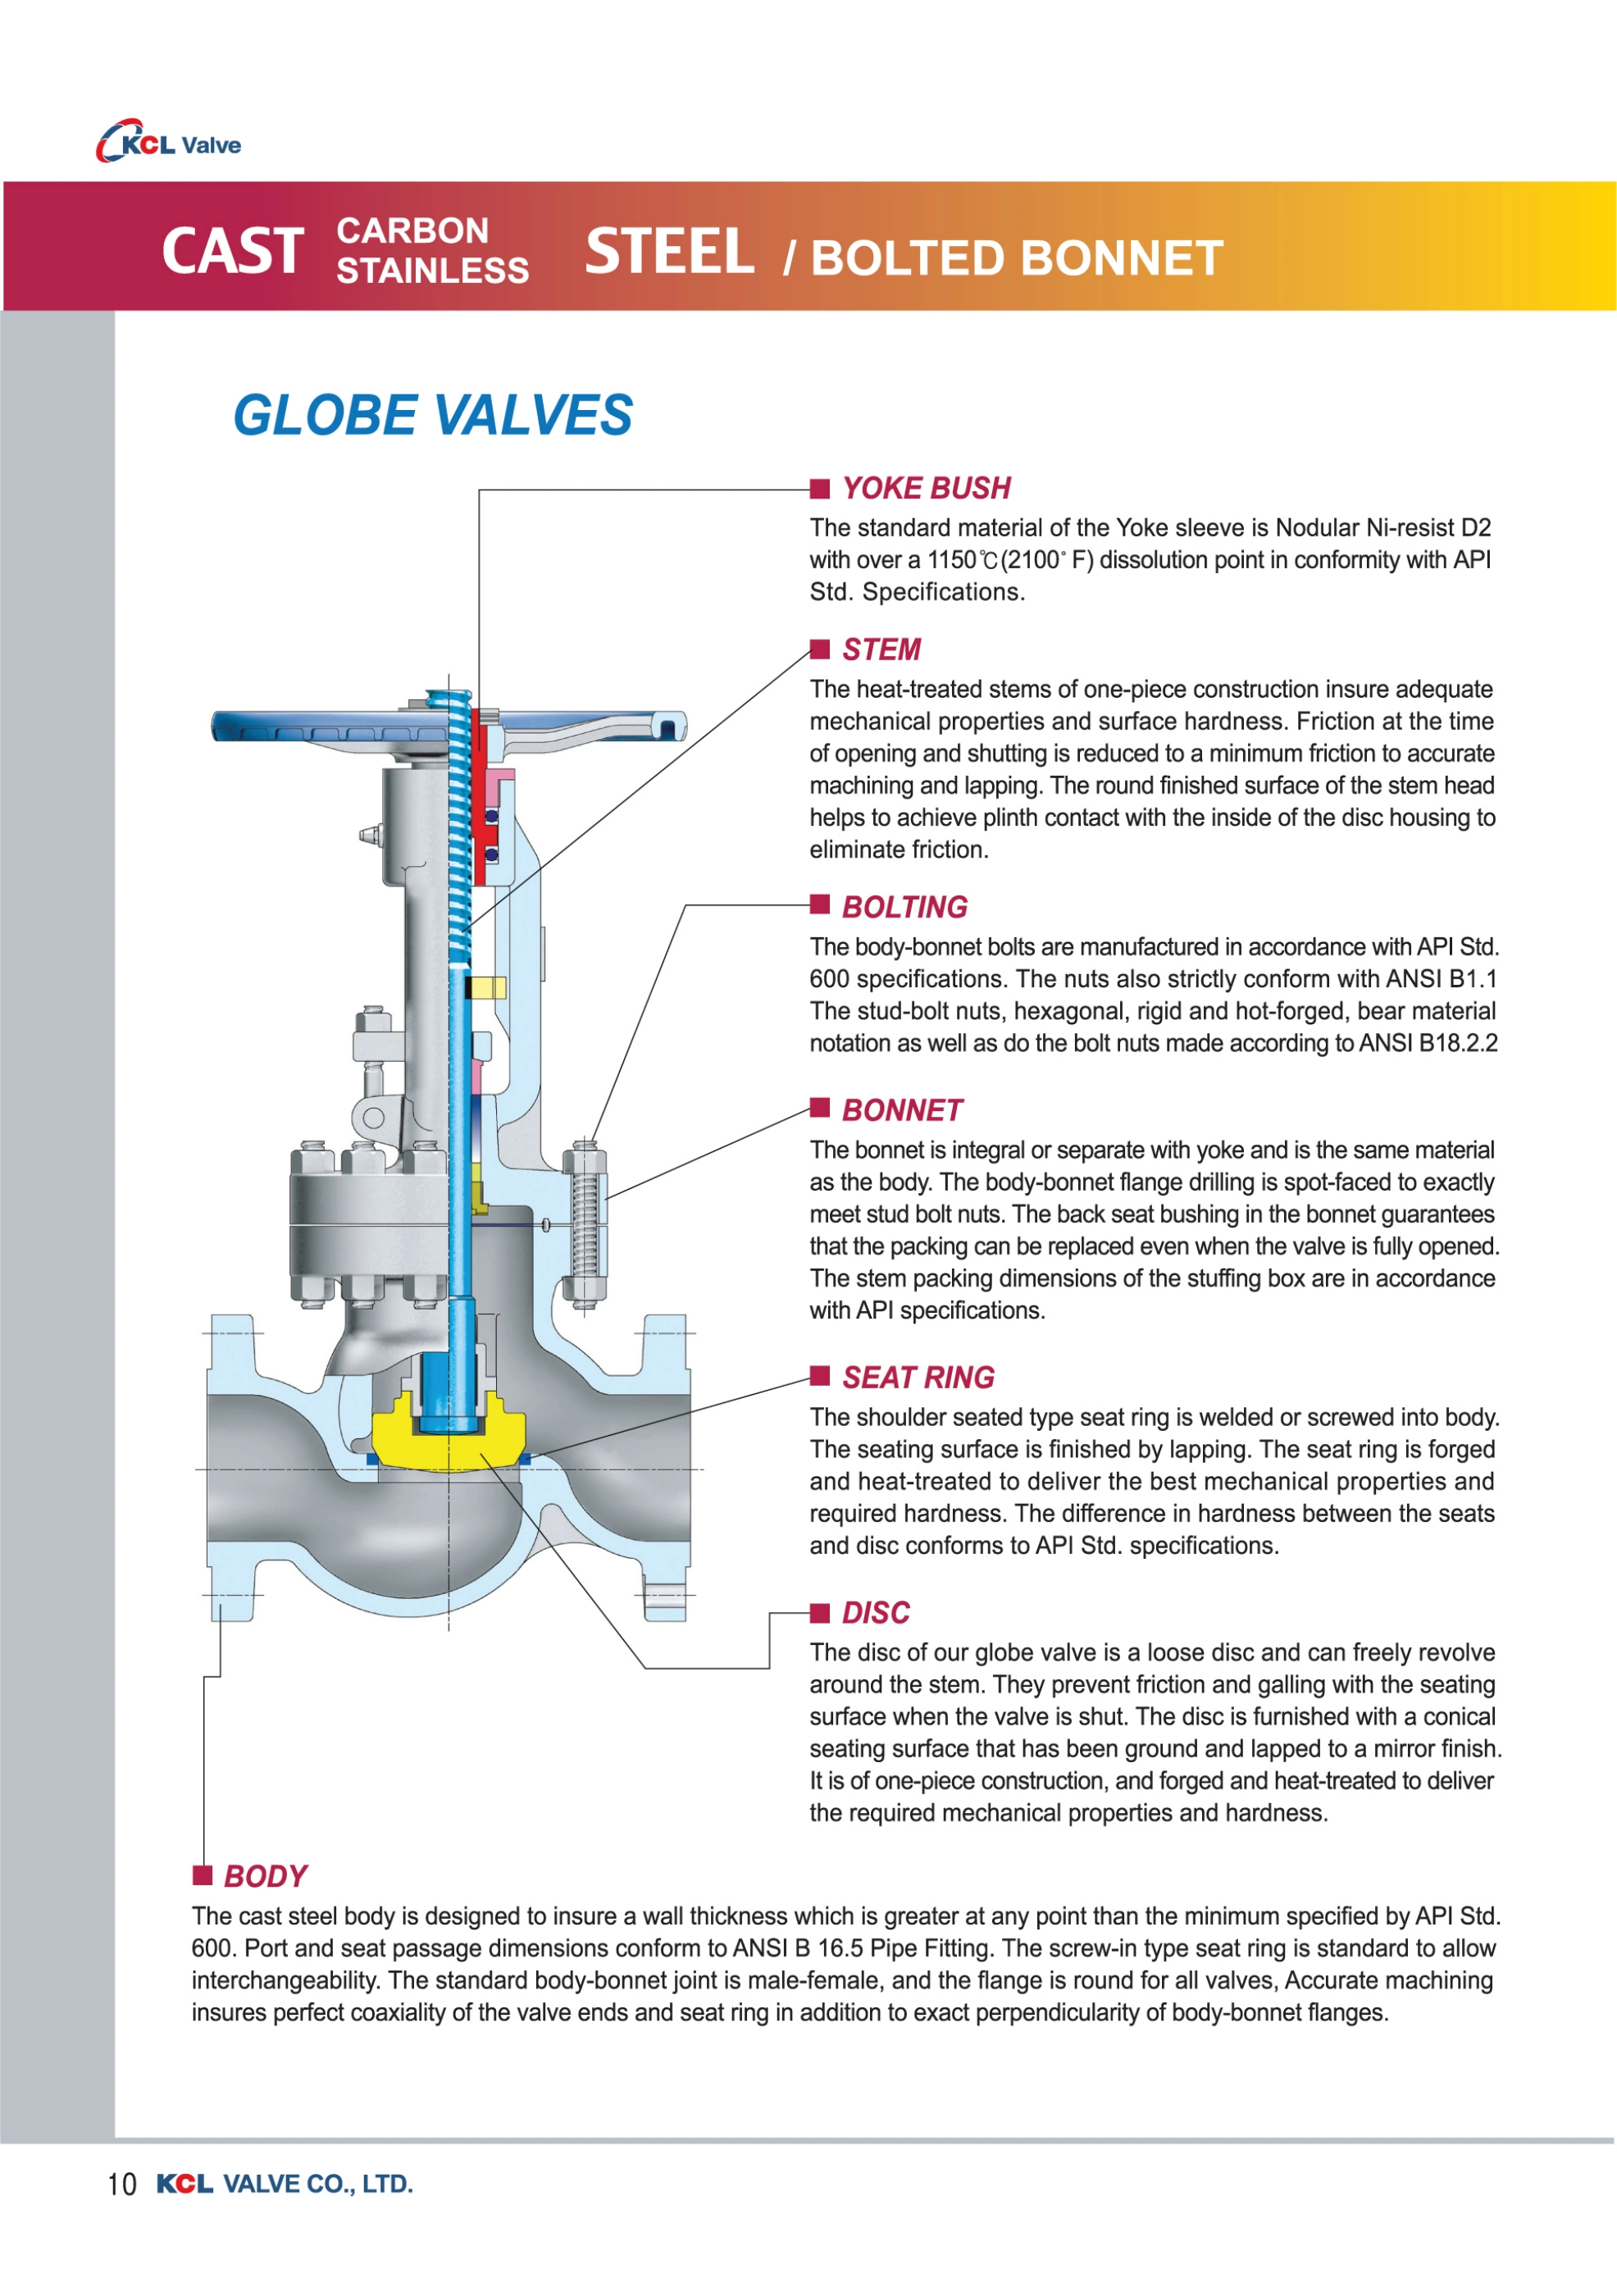 KCL Valve
CAST CARBON STAINLESS STEEL / BOLTED BONNET
GLOBE VALVES
YOKE BUSH
The standard material of the Yoke sleeve is Nodular Ni-resist D2
with over a 1150℃(2100° F) dissolution point in conformity with API
Std. Specifications.
STEM
The heat-treated stems of one-piece construction insure adequate
mechanical properties and surface hardness. Friction at the time
of opening and shutting is reduced to a minimum friction to accurate
machining and lapping. The round finished surface of the stem head
helps to achieve plinth contact with the inside of the disc housing to
eliminate friction.
BOLTING
The body-bonnet bolts are manufactured in accordance with API Std.
600 specifications. The nuts also strictly conform with ANSI B1.1
The stud-bolt nuts, hexagonal, rigid and hot-forged, bear material
notation as well as do the bolt nuts made according to ANSI B18.2.2
BONNET
The bonnet is integral or separate with yoke and is the same material
as the body. The body-bonnet flange drilling is spot-faced to exactly
meet stud bolt nuts. The back seat bushing in the bonnet guarantees
that the packing can be replaced even when the valve is fully opened.
The stem packing dimensions of the stuffing box are in accordance
with API specifications.
SEAT RING
The shoulder seated type seat ring is welded or screwed into body.
The seating surface is finished by lapping. The seat ring is forged
and heat-treated to deliver the best mechanical properties and
required hardness. The difference in hardness between the seats
and disc conforms to API Std. specifications.
DISC
The disc of our globe valve is a loose disc and can freely revolve
around the stem. They prevent friction and galling with the seating
surface when the valve is shut. The disc is furnished with a conical
seating surface that has been ground and lapped to a mirror finish.
It is of one-piece construction, and forged and heat-treated to deliver
the required mechanical properties and hardness.
BODY
The cast steel body is designed to insure a wall thickness which is greater at any point than the minimum specified by API Std.
600. Port and seat passage dimensions conform to ANSI B 16.5 Pipe Fitting. The screw-in type seat ring is standard to allow
interchangeability. The standard body-bonnet joint is male-female, and the flange is round for all valves, Accurate machining
insures perfect coaxiality of the valve ends and seat ring in addition to exact perpendicularity of body-bonnet flanges.
10 KCL VALVE CO., LTD.